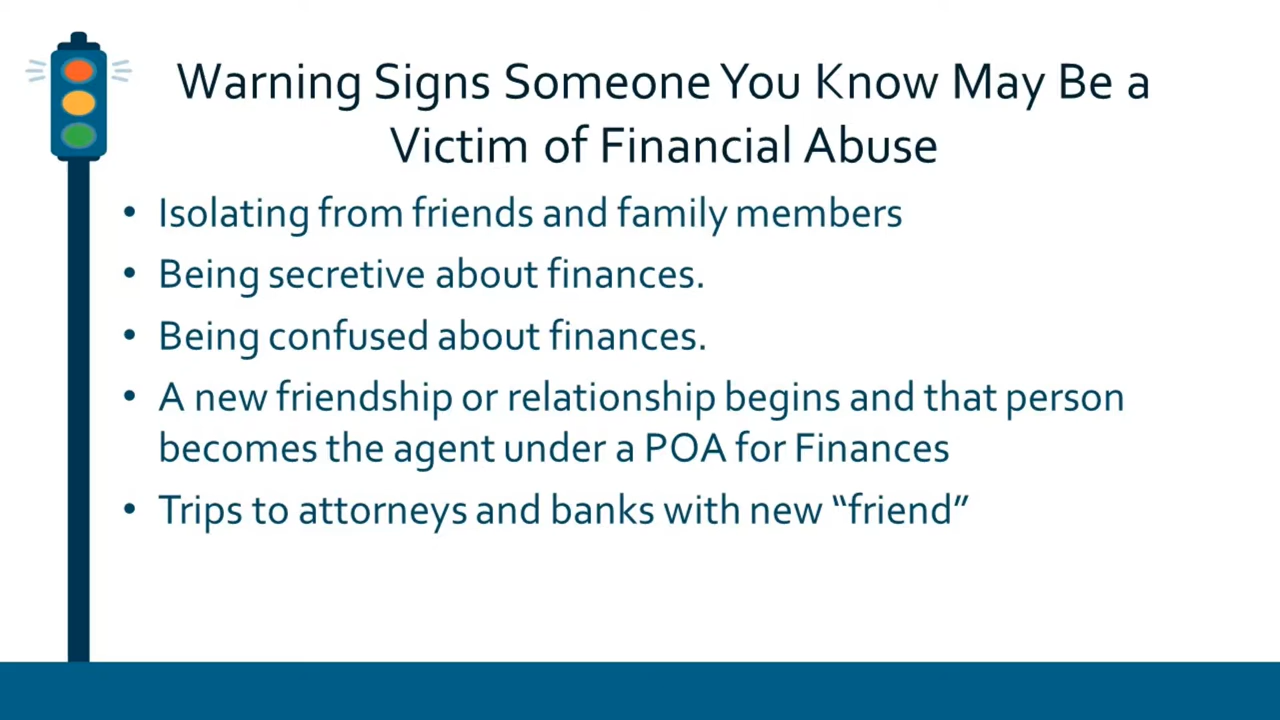 Warning Signs Someone You Know May Be a
Victim of Financial Abuse
• Isolating from friends and family members
• Being secretive about finances.
• Being confused about finances.
• A new friendship or relationship begins and that person
becomes the agent under a POA for Finances
• Trips to attorneys and banks with new “friend”